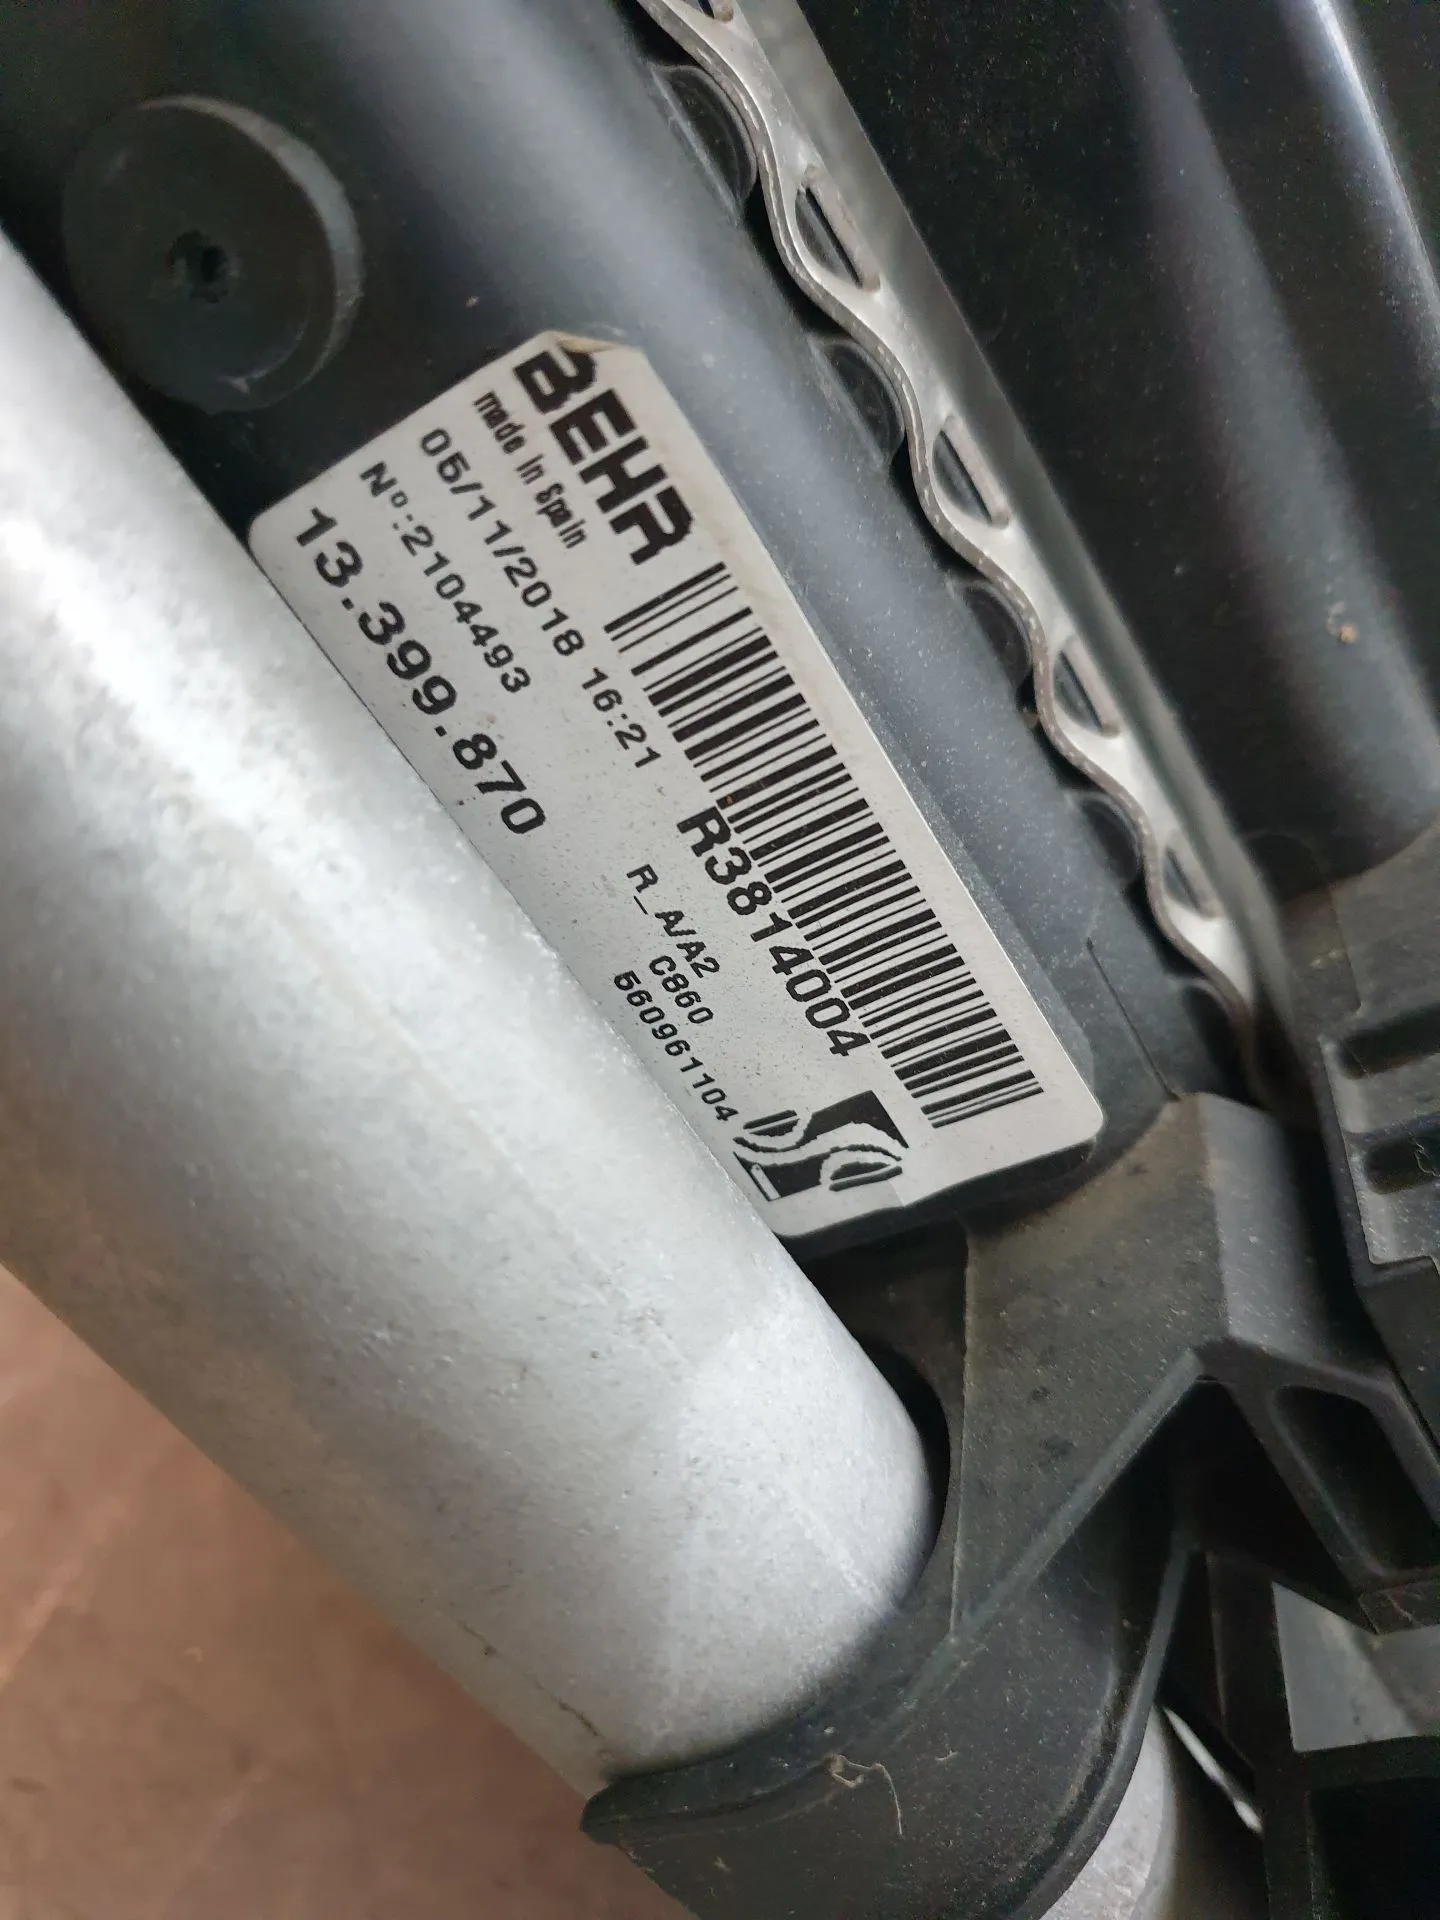 BEHR
made in Spain
05/11/2018 16:21
Nº:2104493
13.399.870
R3814004
R_A/A2
C860
560961104